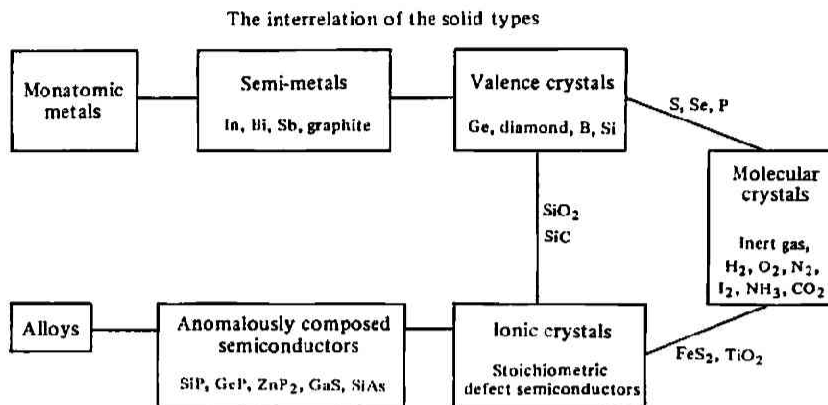 The interrelation of the solid types
Monatomic
metals
Semi-metals
In, Bi, Sb, graphite
Valence crystals
Ge, diamond, B, Si
S, Se, P
Molecular
crystals
Inert gas,
H₂, O₂, N₂,
I₂, NH₃, CO₂
SiO₂
SiC
Alloys
Anomalously composed
semiconductors
SiP, GeP, ZnP₂, GaS, SiAs
Ionic crystals
Stoichiometric
defect semiconductors
FeS₂, TiO₂